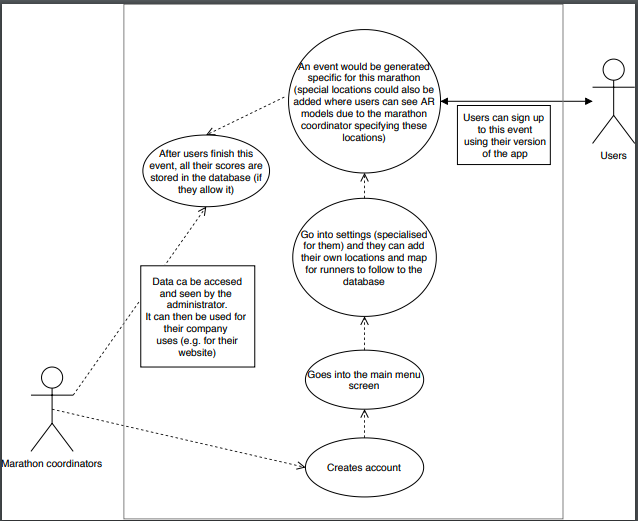 An event would be generated
specific for this marathon
(special locations could also be
added where users can see AR
models due to the marathon
coordinator specifying these
locations)
Users can sign up
to this event
using their version
of the app
Users
After users finish this
event, all their scores are
stored in the database (if
they allow it)
Go into settings (specialised
for them) and they can add
their own locations and map
for runners to follow to the
database
Data ca be accesed
and seen by the
administrator.
It can then be used for
their company
uses (e.g. for their
website)
Goes into the main menu
screen
Marathon coordinators
Creates account